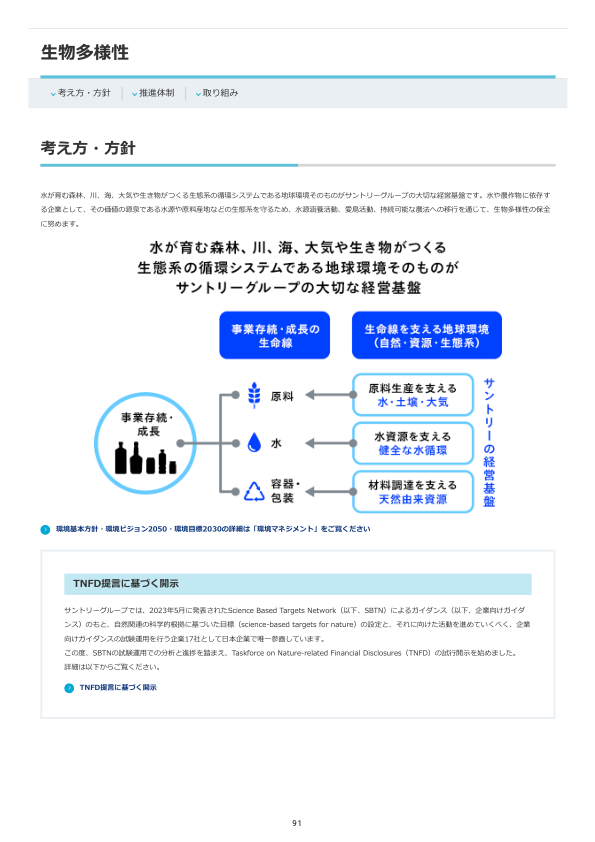 生物多様性
考え方・方針
推進体制
取り組み
考え方・方針
水が育む森林、川、海、大気や生き物がつくる生態系の循環システムである地球環境そのものがサントリーグループの大切な経営基盤です。水や農作物に依存す
る企業として、その価値の源泉である水源や原料産地などの生態系を守るため、水源涵養活動、愛鳥活動、持続可能な農法への移行を通じて、生物多様性の保全
に努めます。
水が育む森林、川、海、大気や生き物がつくる
生態系の循環システムである地球環境そのものが
サントリーグループの大切な経営基盤
事業存続・成長の
生命線
生命線を支える地球環境
（自然・資源・生態系）
事業存続・
成長
原料
水
容器・
包装
原料生産を支える
水・土壌・大気
水資源を支える
健全な水循環
材料調達を支える
天然由来資源
サントリーの経営基盤
環境基本方針・環境ビジョン2050・環境目標2030の詳細は「環境マネジメント」をご覧ください
TNFD提言に基づく開示
サントリーグループでは、2023年5月に発表されたScience Based Targets Network（以下、SBTN）によるガイダンス（以下、企業向けガイダ
ンス）のもと、自然関連の科学的根拠に基づいた目標（science-based targets for nature）の設定と、それに向けた活動を進めていくべく、企業
向けガイダンスの試験運用を行う企業17社として日本企業で唯一参画しています。
この度、SBTNの試験運用での分析と進捗を踏まえ、Taskforce on Nature-related Financial Disclosures（TNFD）の試行開示を始めました。
詳細は以下からご覧ください。
TNFD提言に基づく開示
91